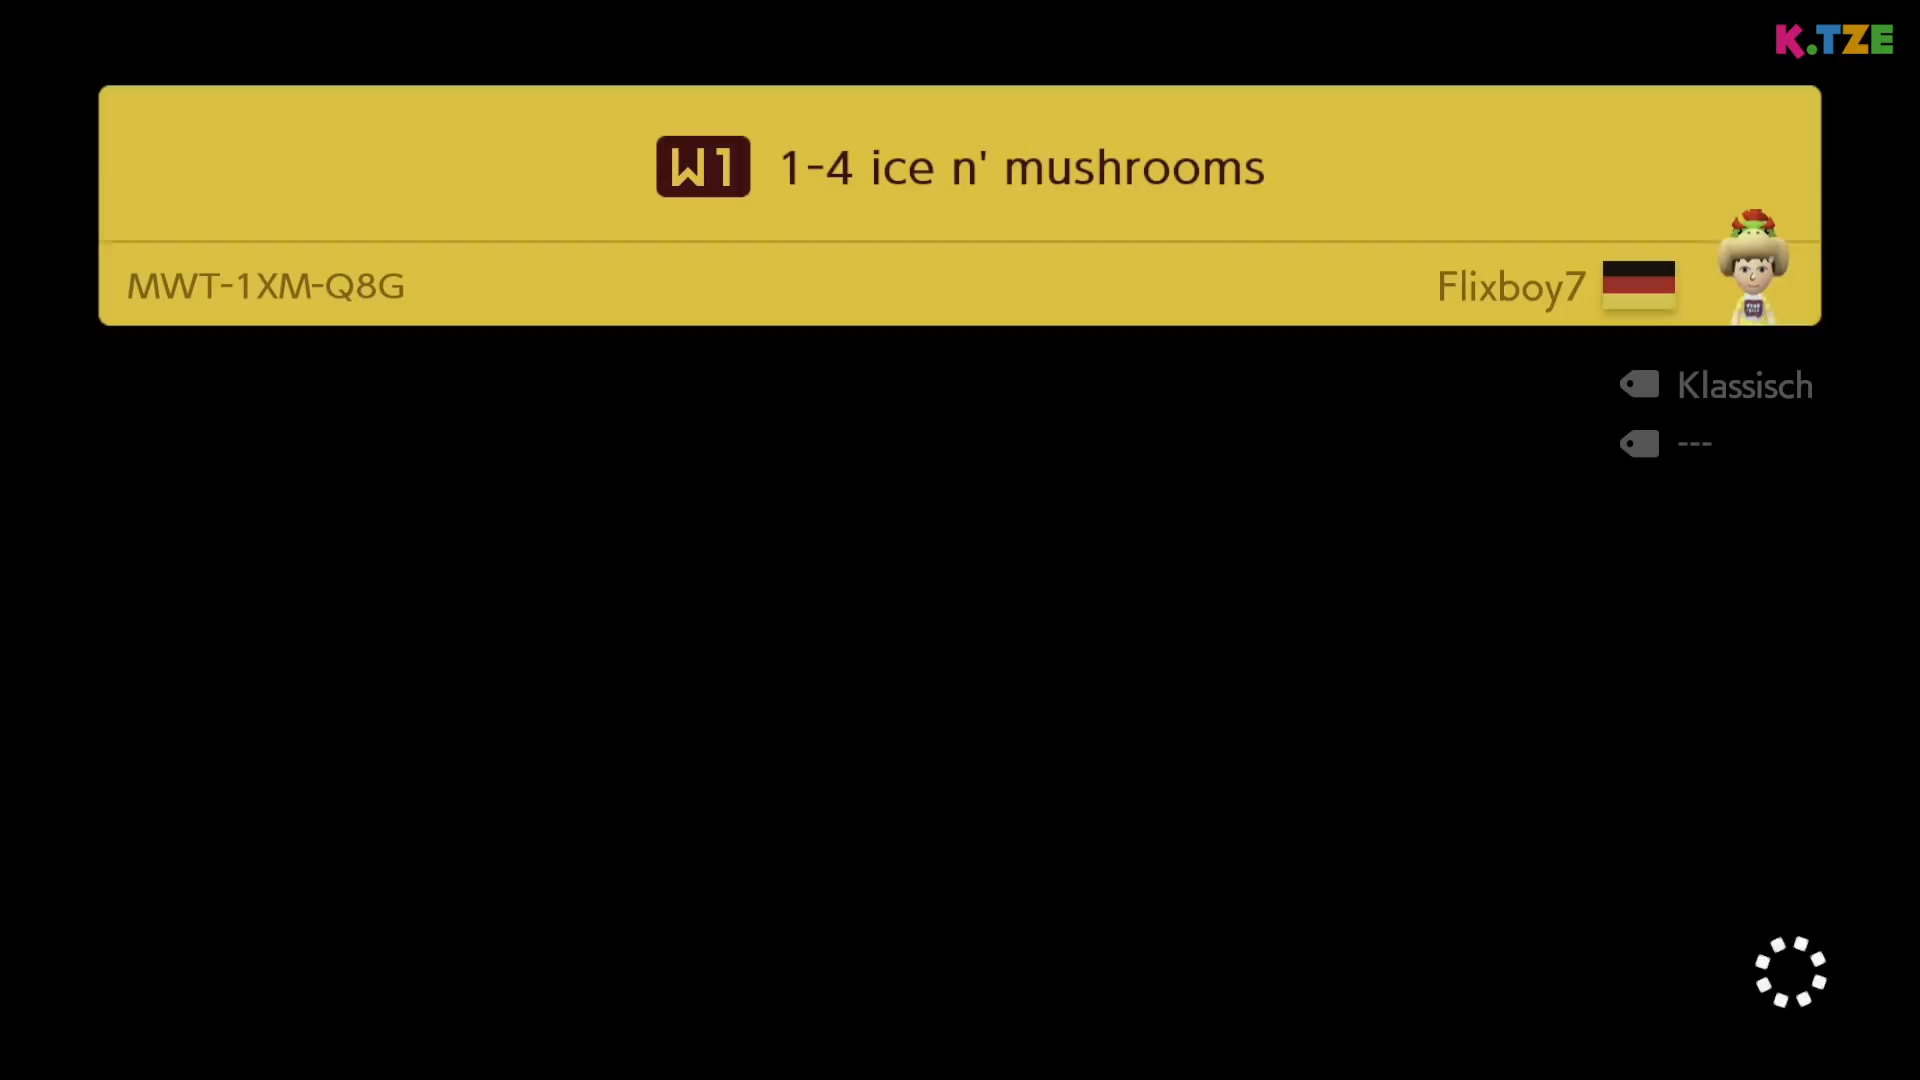 K.TZE
W1 1-4 ice n' mushrooms
MWT-1XM-Q8G
Flixboy7
Klassisch
---